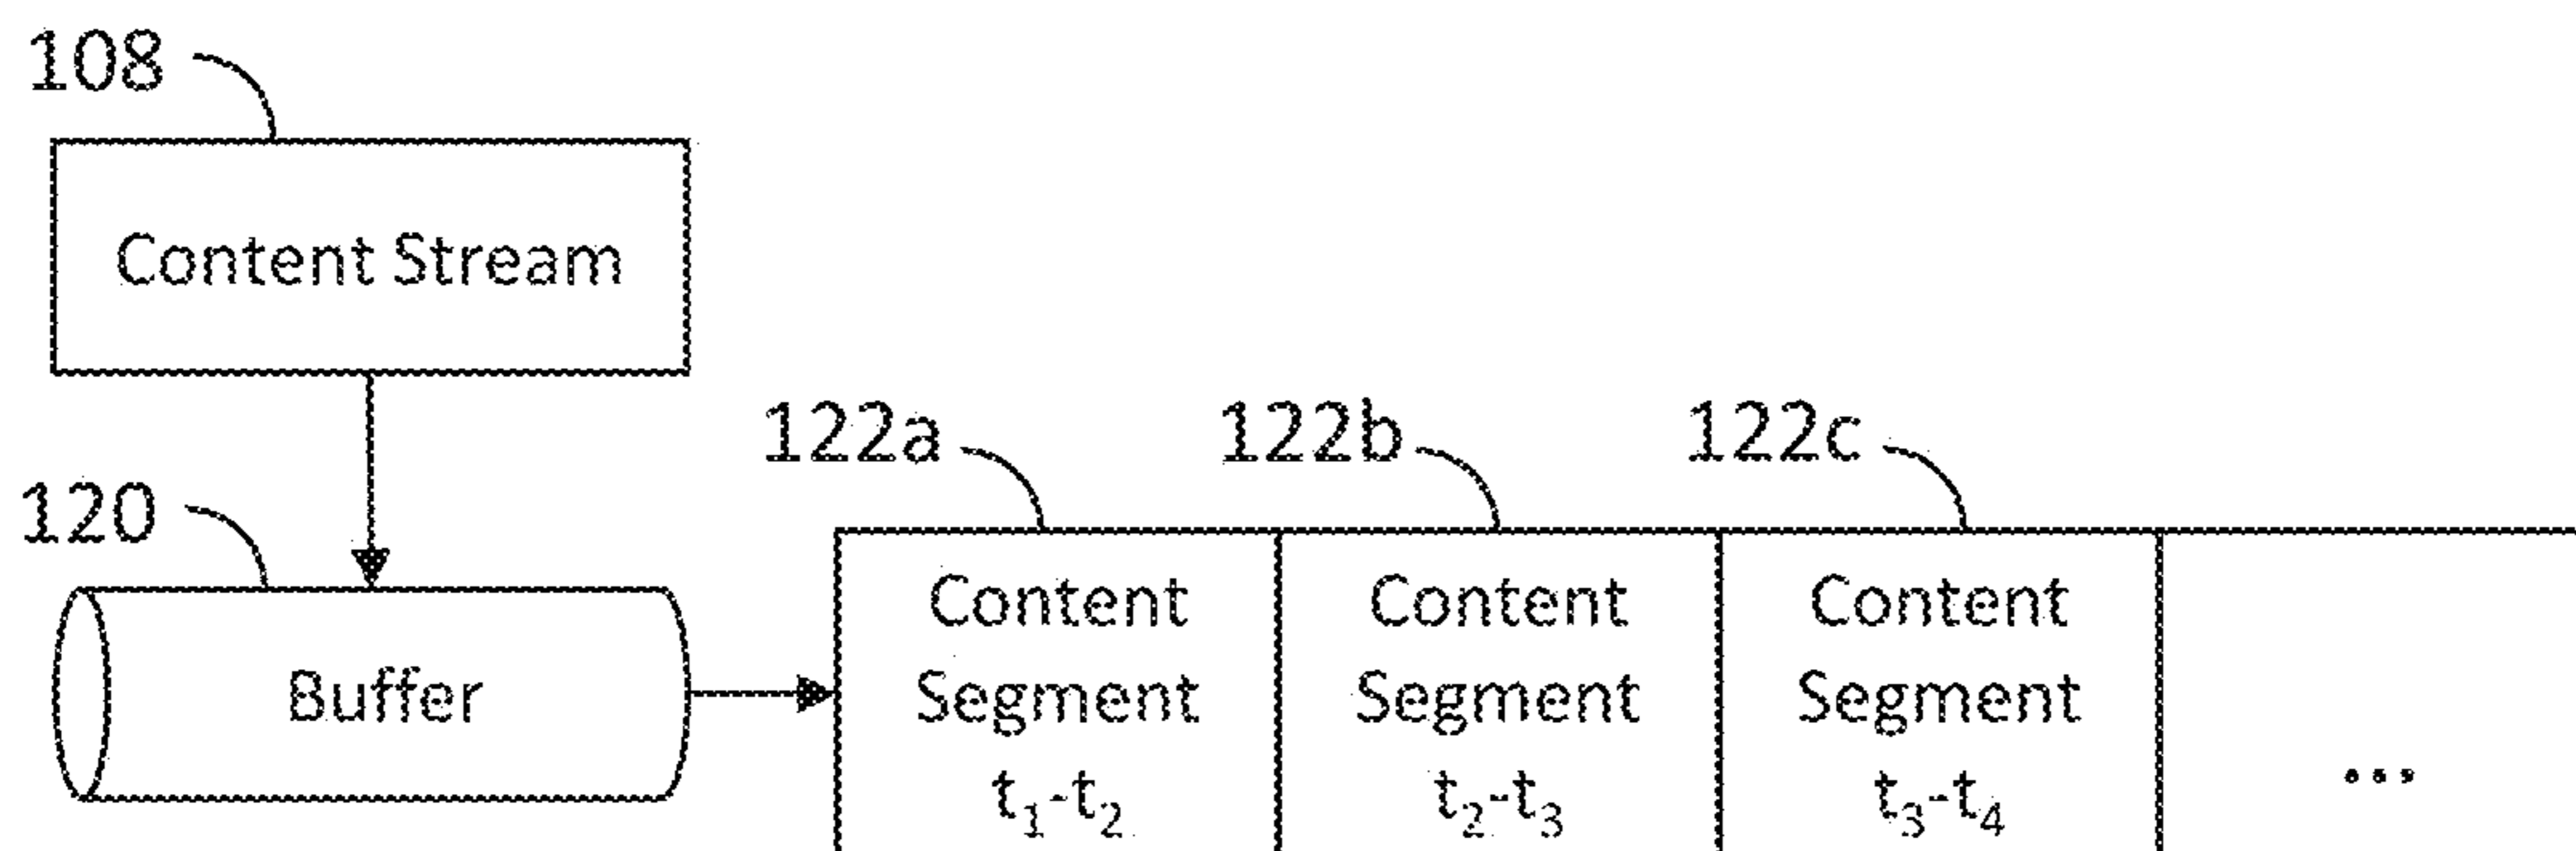 108
Content Stream
122a 122b 122c
120
Content Content Content
Buffer Segment Segment Segment
t₁-t₂ t₂-t₃ t₃-t₄ ...